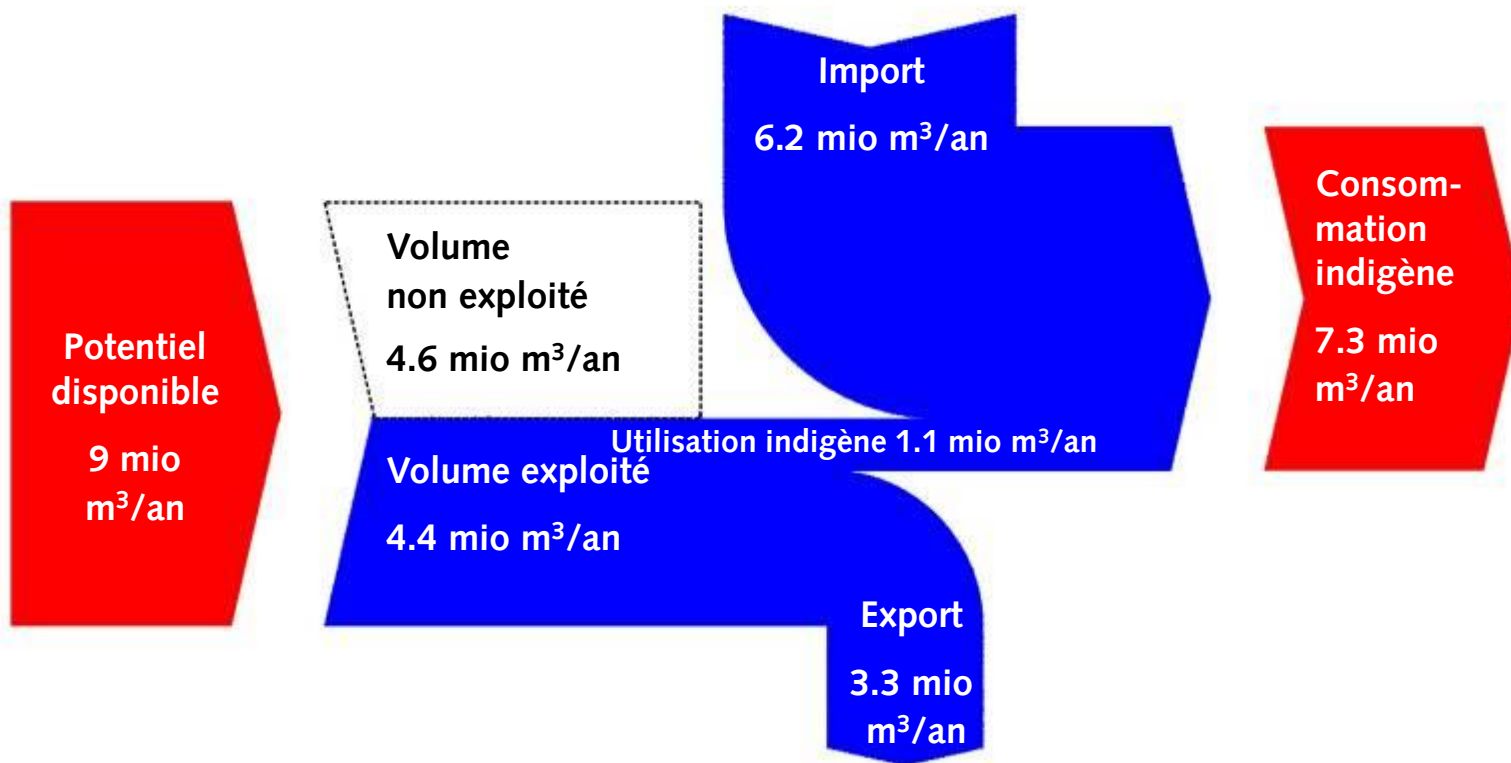 Import
6.2 mio m³/an
Consom-
mation
indigène
7.3 mio
m³/an
Volume
non exploité
4.6 mio m³/an
Potentiel
disponible
9 mio
m³/an
Utilisation indigène 1.1 mio m³/an
Volume exploité
4.4 mio m³/an
Export
3.3 mio
m³/an